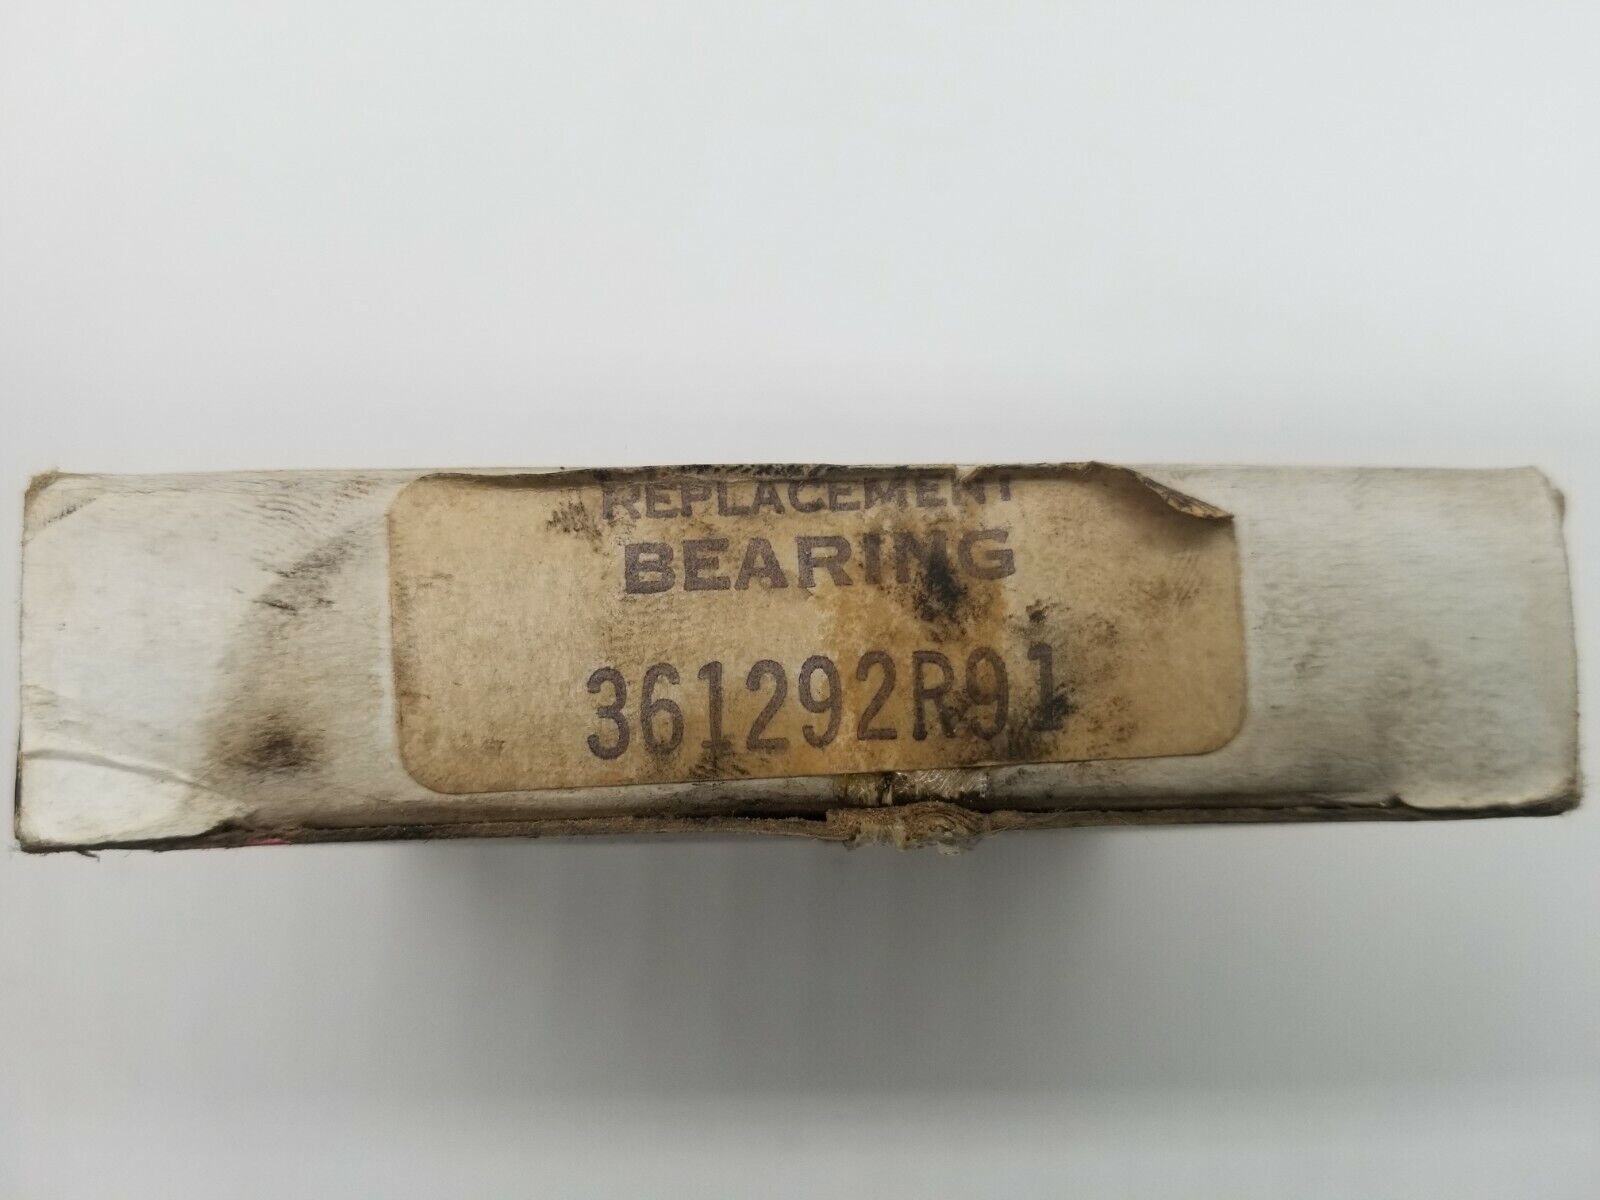 REPLACEMENT
BEARING
361292R91